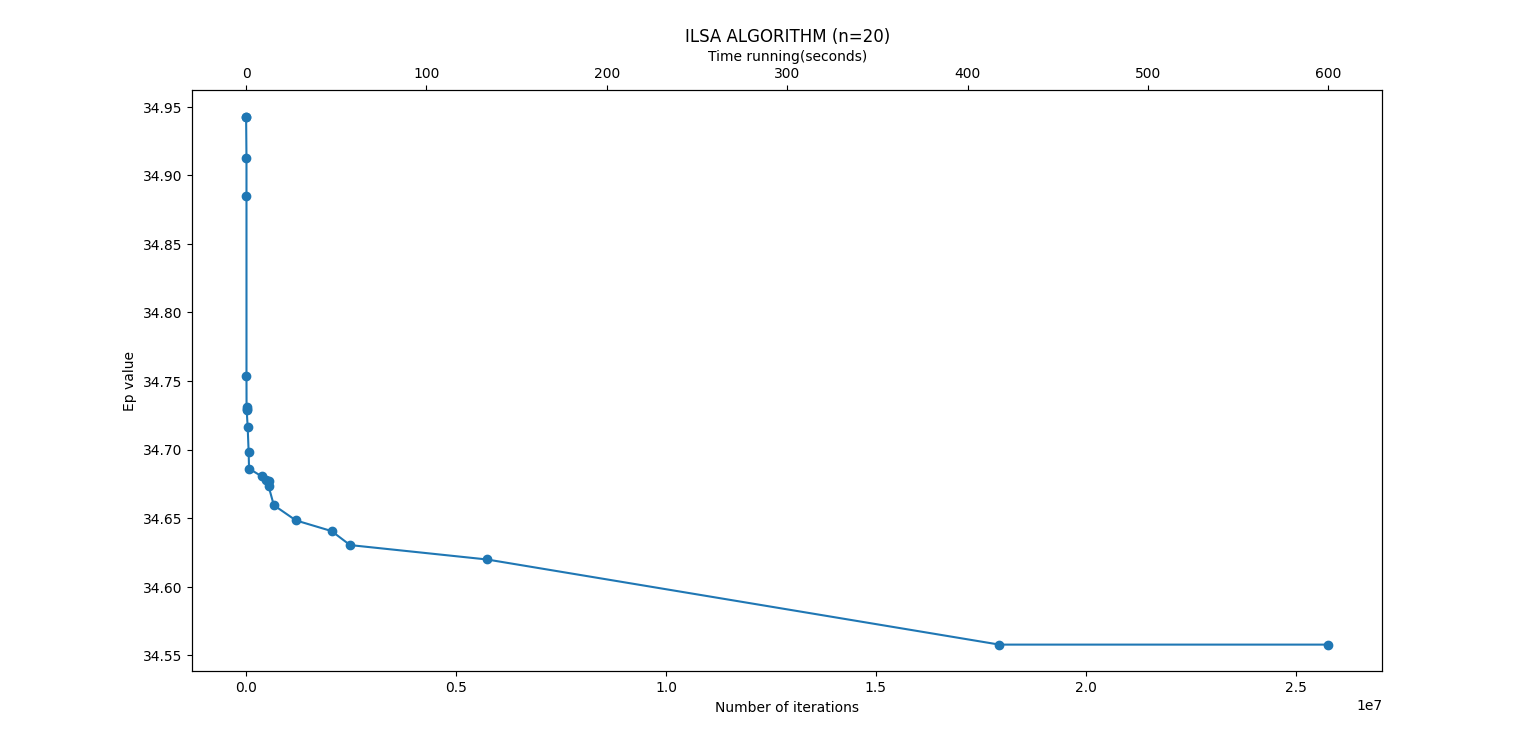 ILSA ALGORITHM (n=20)
Time running(seconds)
0 100 200 300 400 500 600
34.95
34.90
34.85
34.80
34.75
34.70
34.65
34.60
34.55
Ep value
0.0 0.5 1.0 1.5 2.0 2.5
1e7
Number of iterations